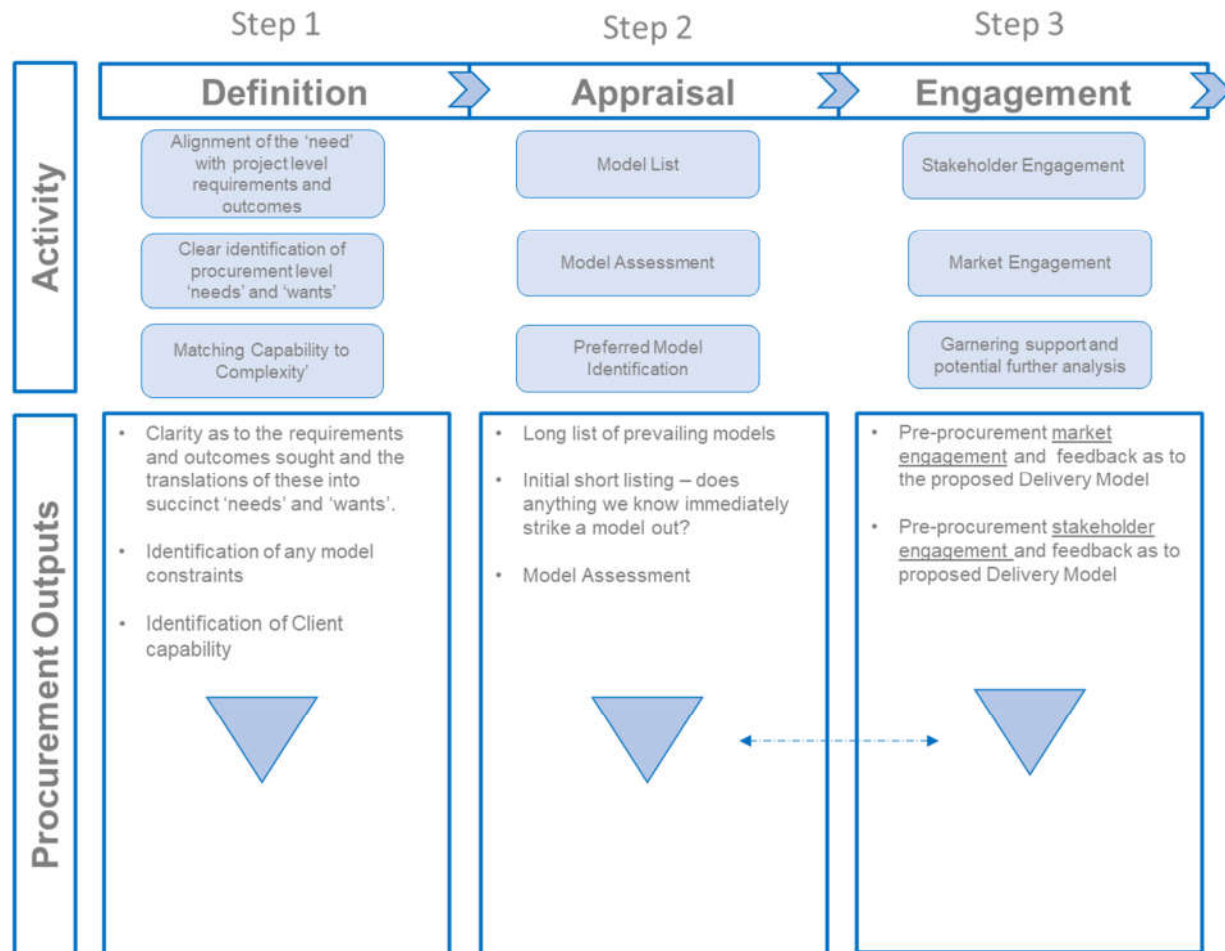 Step 1
Step 2
Step 3
Definition
Appraisal
Engagement
Activity
Alignment of the ‘need’
with project level
requirements and
outcomes
Model List
Stakeholder Engagement
Clear identification of
procurement level
‘needs’ and ‘wants’
Model Assessment
Market Engagement
Matching Capability to
Complexity’
Preferred Model
Identification
Garnering support and
potential further analysis
Procurement Outputs
• Clarity as to the requirements
and outcomes sought and the
translations of these into
succinct ‘needs’ and ‘wants’.
• Identification of any model
constraints
• Identification of Client
capability
• Long list of prevailing models
• Initial short listing – does
anything we know immediately
strike a model out?
• Model Assessment
• Pre-procurement market
engagement and feedback as to
the proposed Delivery Model
• Pre-procurement stakeholder
engagement and feedback as to
proposed Delivery Model